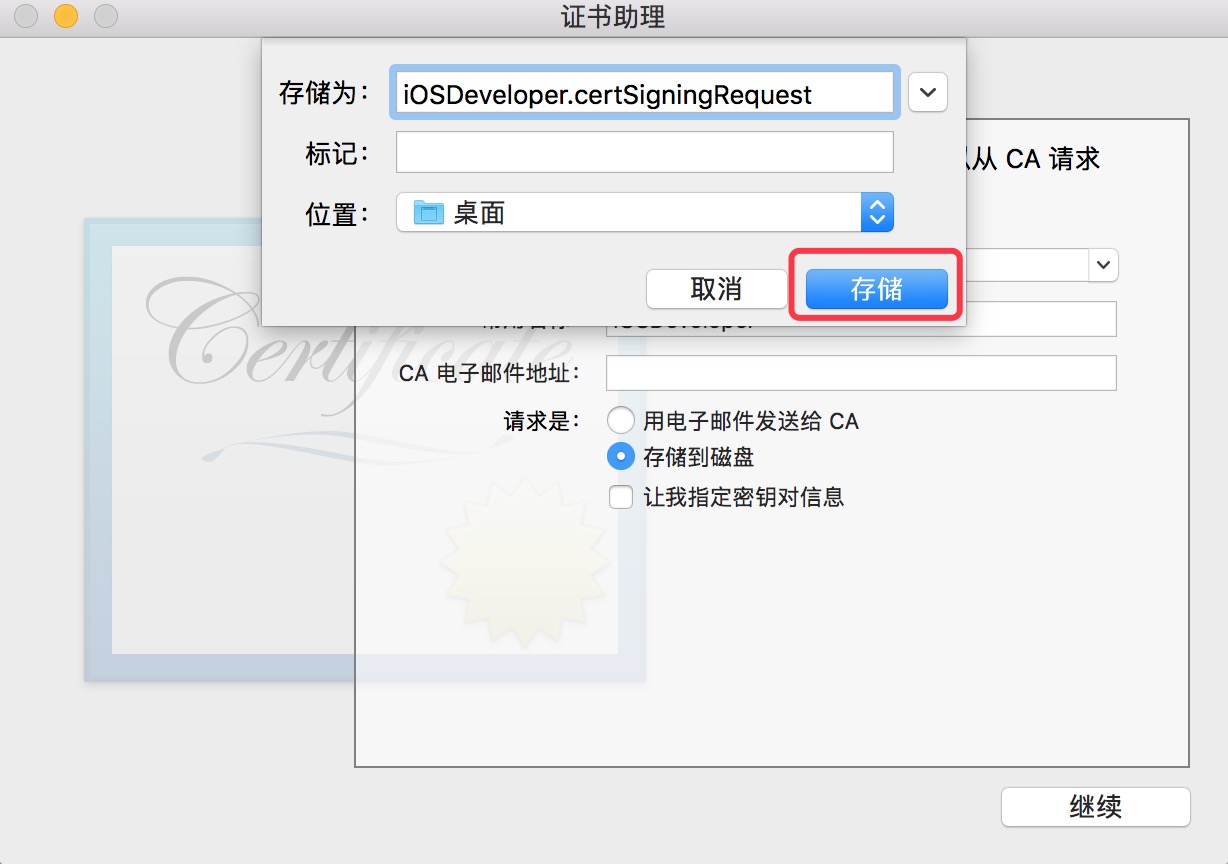 证书助理
存储为：
iOSDeveloper.certSigningRequest
标记：
位置：
桌面
取消
存储
从 CA 请求
Certificate
CA 电子邮件地址：
请求是：
用电子邮件发送给 CA
存储到磁盘
让我指定密钥对信息
继续